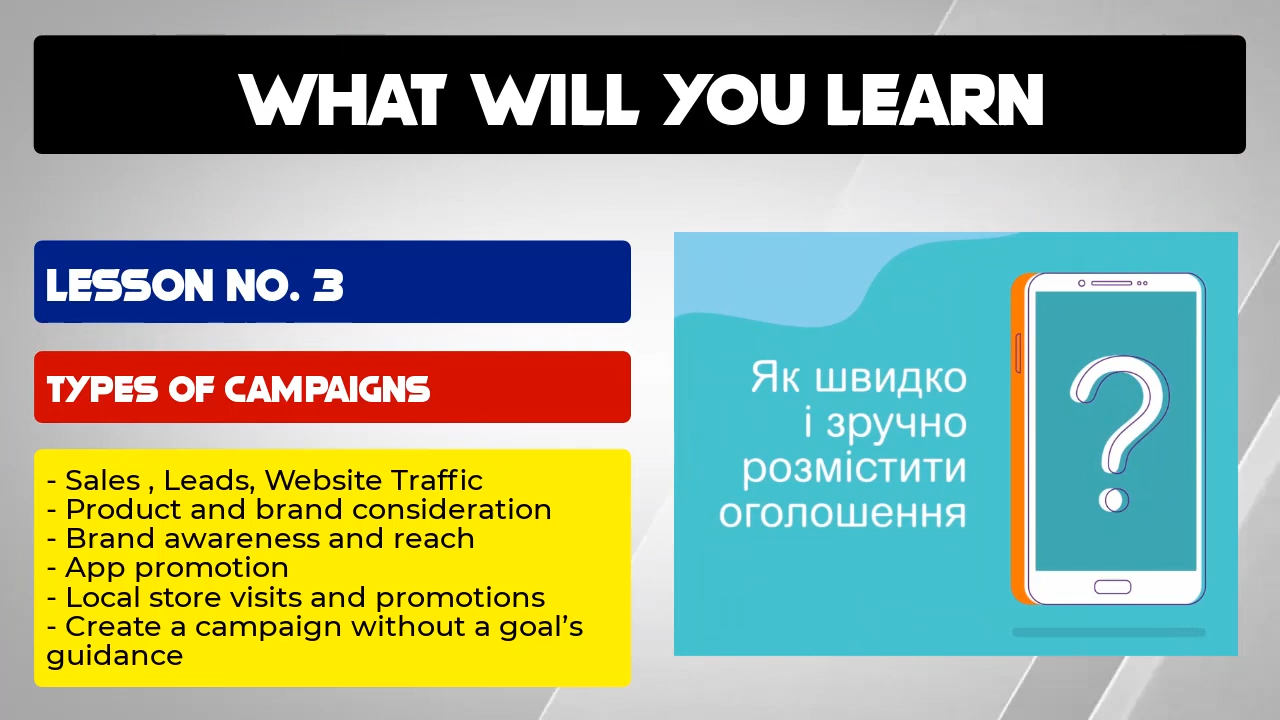 WHAT WILL YOU LEARN
LESSON NO. 3
TYPES OF CAMPAIGNS
- Sales , Leads, Website Traffic
- Product and brand consideration
- Brand awareness and reach
- App promotion
- Local store visits and promotions
- Create a campaign without a goal’s
guidance
Як швидко
і зручно
розмістити
оголошення
?